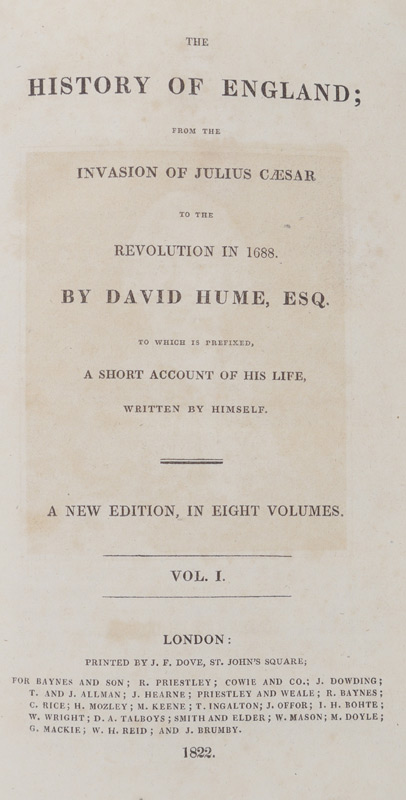 THE
HISTORY OF ENGLAND;
FROM THE
INVASION OF JULIUS CÆSAR
TO THE
REVOLUTION IN 1688.
BY DAVID HUME, ESQ.
TO WHICH IS PREFIXED,
A SHORT ACCOUNT OF HIS LIFE,
WRITTEN BY HIMSELF.
A NEW EDITION, IN EIGHT VOLUMES.
VOL. I.
LONDON:
PRINTED BY J. F. DOVE, ST. JOHN'S SQUARE;
FOR BAYNES AND SON; R. PRIESTLEY; COWIE AND CO.; J. DOWDING;
T. AND J. ALLMAN; J. HEARNE; PRIESTLEY AND WEALE; R. BAYNES;
C. RICE; H. MOZLEY; M. KEENE; T. INGALTON; J. OFFOR; I. H. BOHTE;
W. WRIGHT; D. A. TALBOYS; SMITH AND ELDER; W. MASON; M. DOYLE;
G. MACKIE; W. H. REID; AND J. BRUMBY.
1822.